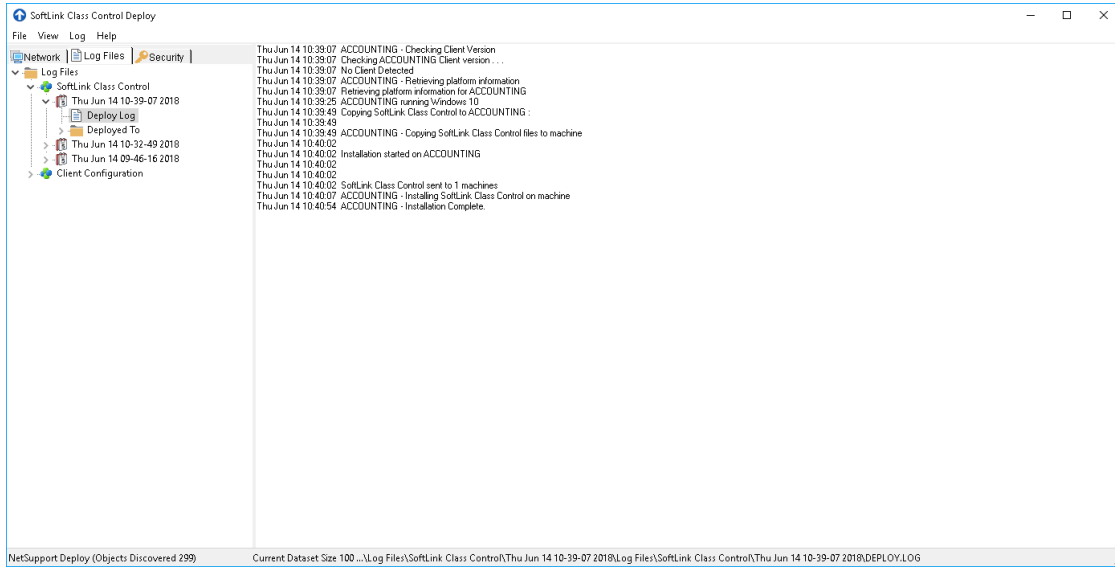 SoftLink Class Control Deploy
File View Log Help
Network Log Files Security
Log Files
SoftLink Class Control
Thu Jun 14 10-39-07 2018
Deploy Log
Deployed To
Thu Jun 14 10-32-49 2018
Thu Jun 14 09-46-16 2018
Client Configuration
Thu Jun 14 10:39:07 ACCOUNTING - Checking Client Version
Thu Jun 14 10:39:07 Checking ACCOUNTING Client version . . .
Thu Jun 14 10:39:07 No Client Detected
Thu Jun 14 10:39:07 ACCOUNTING - Retrieving platform information
Thu Jun 14 10:39:07 Retrieving platform information for ACCOUNTING
Thu Jun 14 10:39:25 ACCOUNTING running Windows 10
Thu Jun 14 10:39:49 Copying SoftLink Class Control to ACCOUNTING :
Thu Jun 14 10:39:49
Thu Jun 14 10:39:49 ACCOUNTING - Copying SoftLink Class Control files to machine
Thu Jun 14 10:40:02
Thu Jun 14 10:40:02 Installation started on ACCOUNTING
Thu Jun 14 10:40:02
Thu Jun 14 10:40:02
Thu Jun 14 10:40:02 SoftLink Class Control sent to 1 machines
Thu Jun 14 10:40:07 ACCOUNTING - Installing SoftLink Class Control on machine
Thu Jun 14 10:40:54 ACCOUNTING - Installation Complete.
NetSupport Deploy (Objects Discovered 299)
Current Dataset Size 100 ...\Log Files\SoftLink Class Control\Thu Jun 14 10-39-07 2018\Log Files\SoftLink Class Control\Thu Jun 14 10-39-07 2018\DEPLOY.LOG